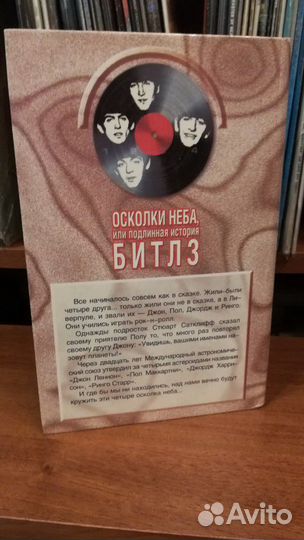 ОСКОЛКИ НЕБА,
или подлинная история
БИТЛЗ
Все начиналось совсем как в сказке. Жили-были
четыре друга... только жили они не в сказке, а в Ли-
верпуле, и звали их — Джон, Пол, Джордж и Ринго.
Они учились играть рок-н-ролл.
Однажды подросток Стюарт Сатклифф сказал
своему приятелю Полу то, что много раз повторял
своему другу Джону: «Увидешь, вашими именами на-
зовут планеты!»
Через двадцать лет Международный астрономиче-
ский союз утвердил за четырьмя астероидами названия
«Джон Леннон», «Пол Маккартни», «Джордж Харри-
сон», «Ринго Старр».
И где бы мы ни находились, над нами вечно будут
кружить эти четыре осколка неба...
Avito